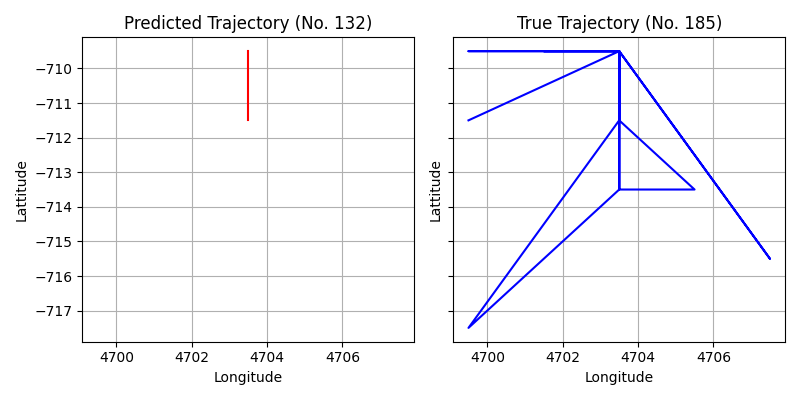 Predicted Trajectory (No. 132)
True Trajectory (No. 185)
−710
−711
−712
−713
−714
−715
−716
−717
Lattitude
Lattitude
4700 4702 4704 4706
4700 4702 4704 4706
Longitude
Longitude